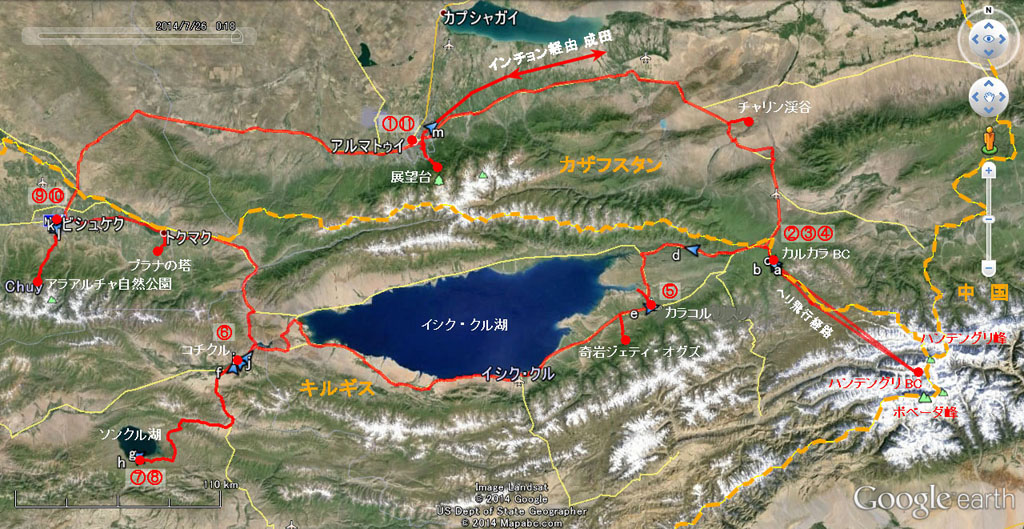 2014/7/26 0:18
カプシャガイ
N
インチョン経由 成田
チャリン渓谷
①⑪
m
アルマトゥイ
展望台
カザフスタン
⑨⑩
k
ビシュケク
l
トクマク
ブラナの塔
②③④
カルカラ BC
d
c
b
a
Chuy
アラアルチャ自然公園
ヘリ飛行経路
中 国
⑤
カラコル
e
イシク・クル湖
⑥
コチクル
j
f
奇岩ジェティ・オグズ
ハンテングリ峰
キルギス
イシク・クル
ハンテングリ BC
ポベーダ峰
ソンクル湖
g
h
⑦⑧
110 km
Image Landsat
© 2014 Google
US Dept of State Geographer
© 2014 Mapabc.com
Google earth